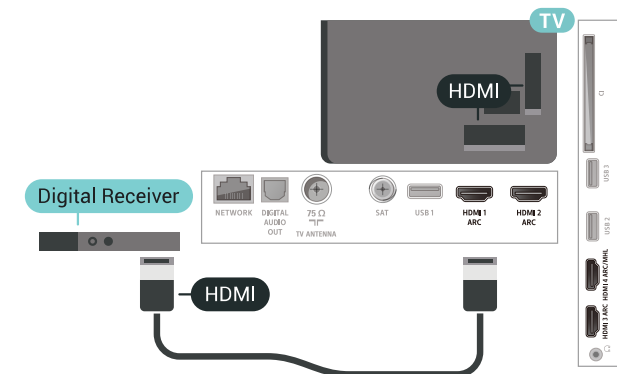 TV
HDMI
CI
USB 3
USB 2
HDMI 4 ARC/MHL
HDMI 3 ARC
Digital Receiver
NETWORK
DIGITAL
AUDIO
OUT
75 Ω
TV ANTENNA
SAT
USB 1
HDMI 1
ARC
HDMI 2
ARC
HDMI